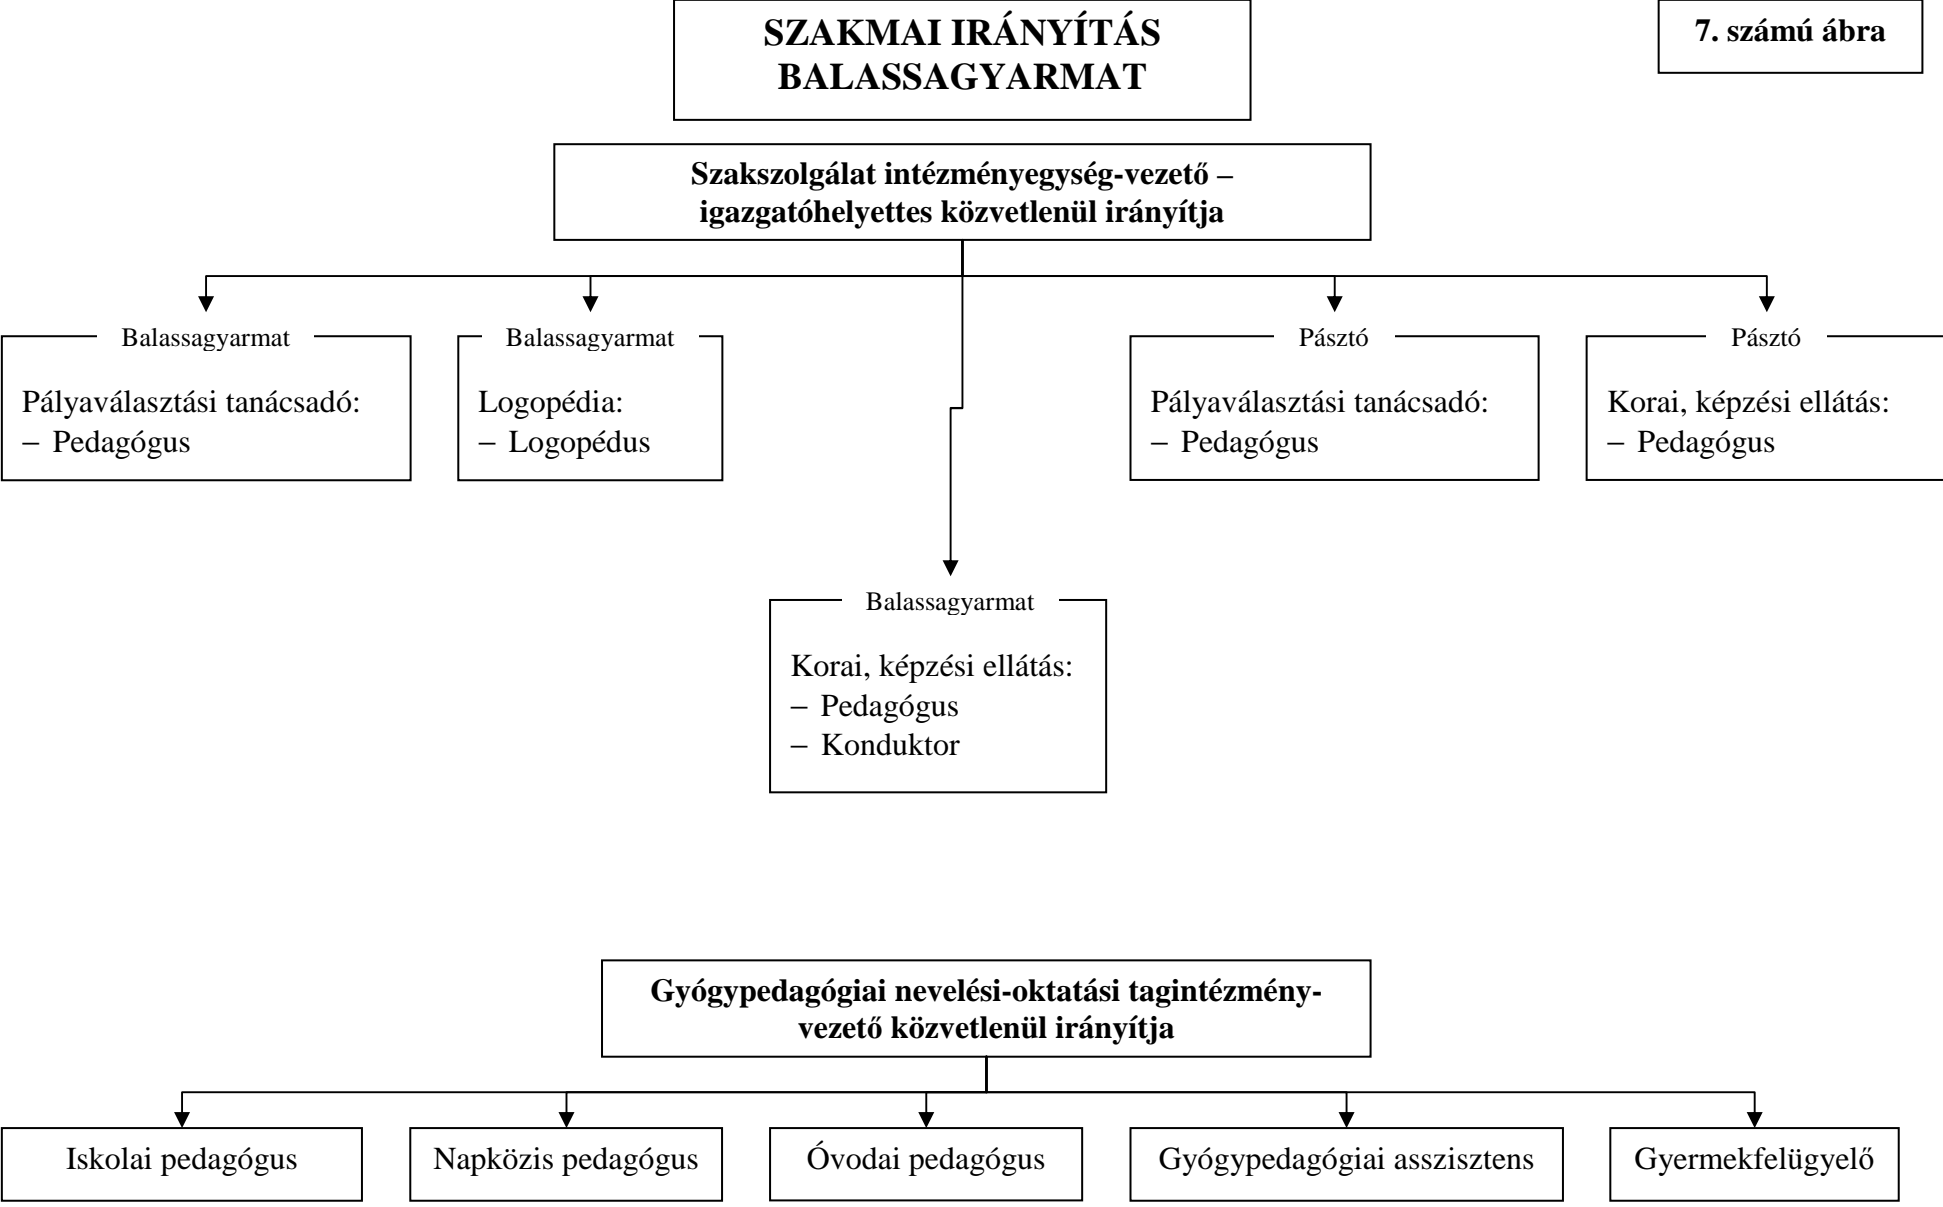 SZAKMAI IRÁNYÍTÁS
BALASSAGYARMAT
7. számú ábra
Szakszolgálat intézményegység-vezető –
igazgatóhelyettes közvetlenül irányítja
Balassagyarmat
Pályaválasztási tanácsadó:
– Pedagógus
Balassagyarmat
Logopédia:
– Logopédus
Pásztó
Pályaválasztási tanácsadó:
– Pedagógus
Pásztó
Korai, képzési ellátás:
– Pedagógus
Balassagyarmat
Korai, képzési ellátás:
– Pedagógus
– Konduktor
Gyógypedagógiai nevelési-oktatási tagintézmény-
vezető közvetlenül irányítja
Iskolai pedagógus
Napközis pedagógus
Óvodai pedagógus
Gyógypedagógiai asszisztens
Gyermekfelügyelő